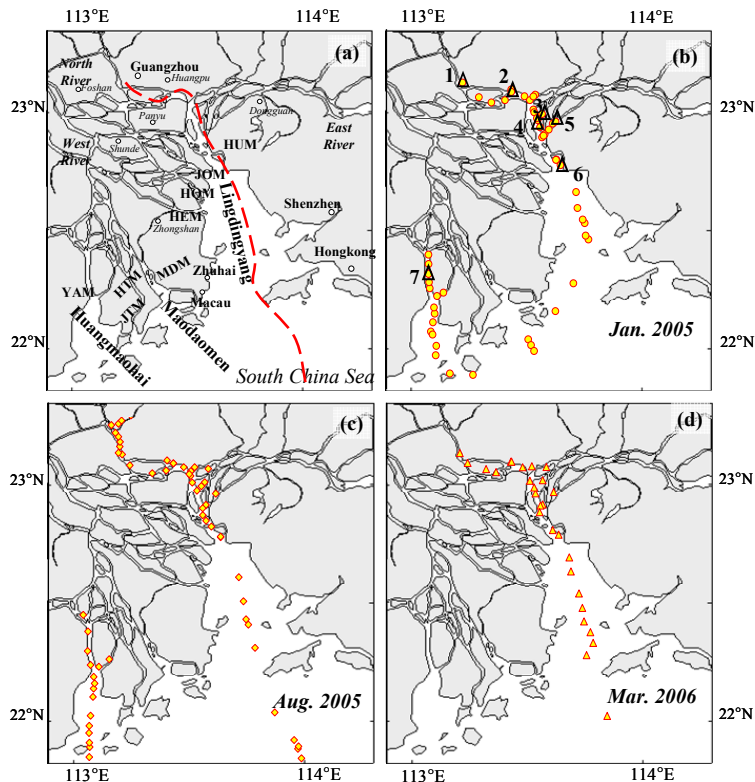 113°E
114°E
113°E
114°E
(a)
North
River
Guangzhou
Huangpu
Foshan
Panyu
Dongguan
23°N
East
River
West
River
Shunde
HUM
JQM
HQM
HEM
Zhongshan
Lingdingyang
Shenzhen
Hongkong
MDM
HTM
JTM
YAM
Zhuhai
Macau
Huangmaohai
Maodaomen
22°N
South China Sea
(b)
1
2
3
4
5
6
7
23°N
22°N
Jan. 2005
(c)
23°N
22°N
Aug. 2005
(d)
23°N
22°N
Mar. 2006
113°E
114°E
113°E
114°E